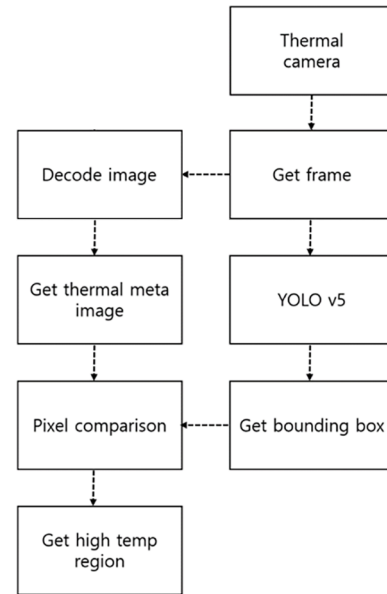 Thermal
camera
Decode image
Get frame
Get thermal meta
image
YOLO v5
Pixel comparison
Get bounding box
Get high temp
region